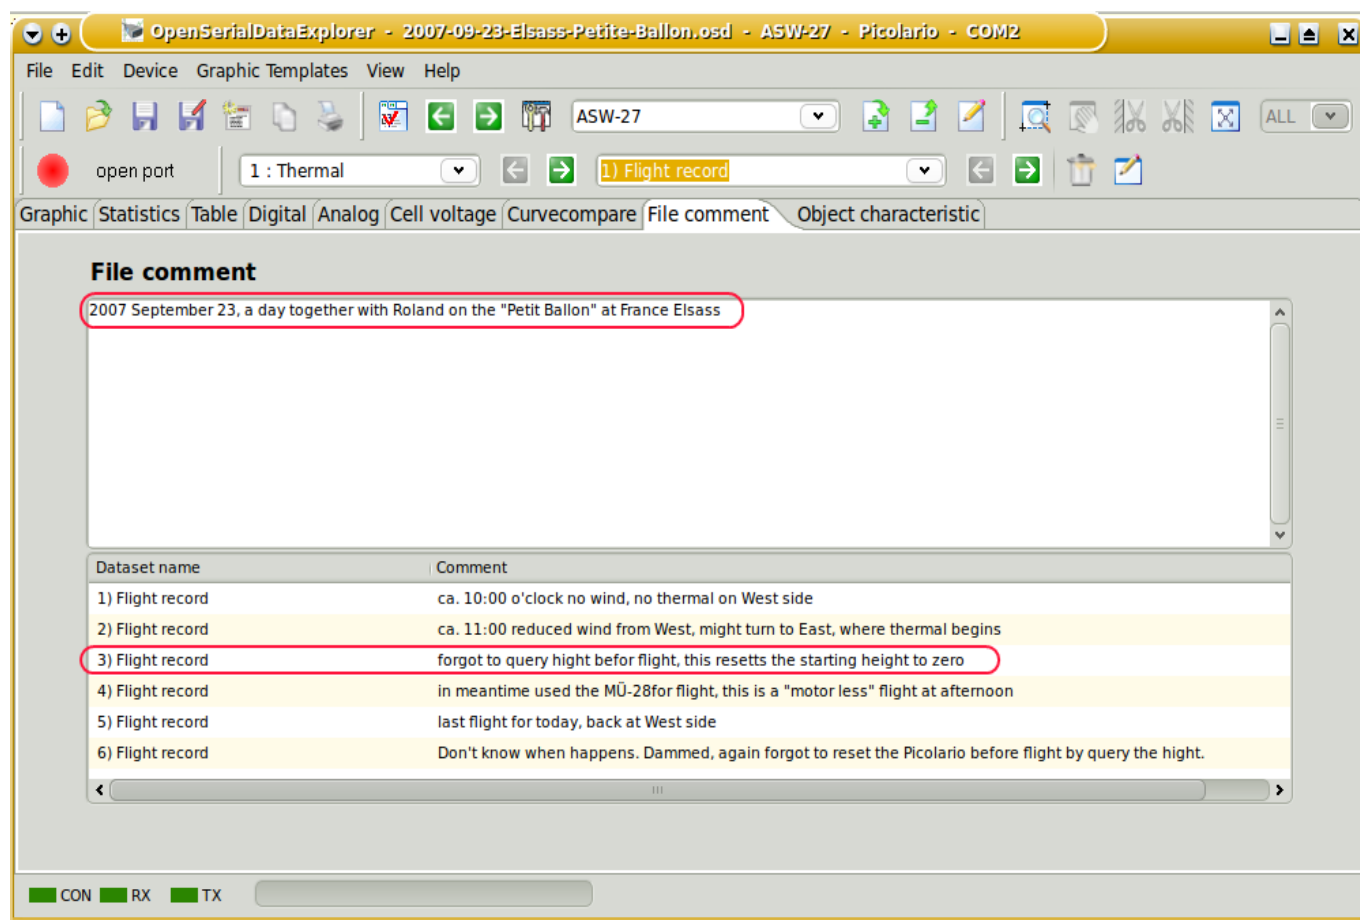 OpenSerialDataExplorer - 2007-09-23-Elsass-Petite-Ballon.osd - ASW-27 - Picolario - COM2
File Edit Device Graphic Templates View Help
ASW-27 ALL
open port 1 : Thermal 1) Flight record
Graphic Statistics Table Digital Analog Cell voltage Curvecompare File comment Object characteristic
File comment
2007 September 23, a day together with Roland on the "Petit Ballon" at France Elsass
Dataset name Comment
1) Flight record ca. 10:00 o'clock no wind, no thermal on West side
2) Flight record ca. 11:00 reduced wind from West, might turn to East, where thermal begins
3) Flight record forgot to query hight befor flight, this resetts the starting height to zero
4) Flight record in meantime used the MÜ-28for flight, this is a "motor less" flight at afternoon
5) Flight record last flight for today, back at West side
6) Flight record Don't know when happens. Dammed, again forgot to reset the Picolario before flight by query the hight.
CON RX TX